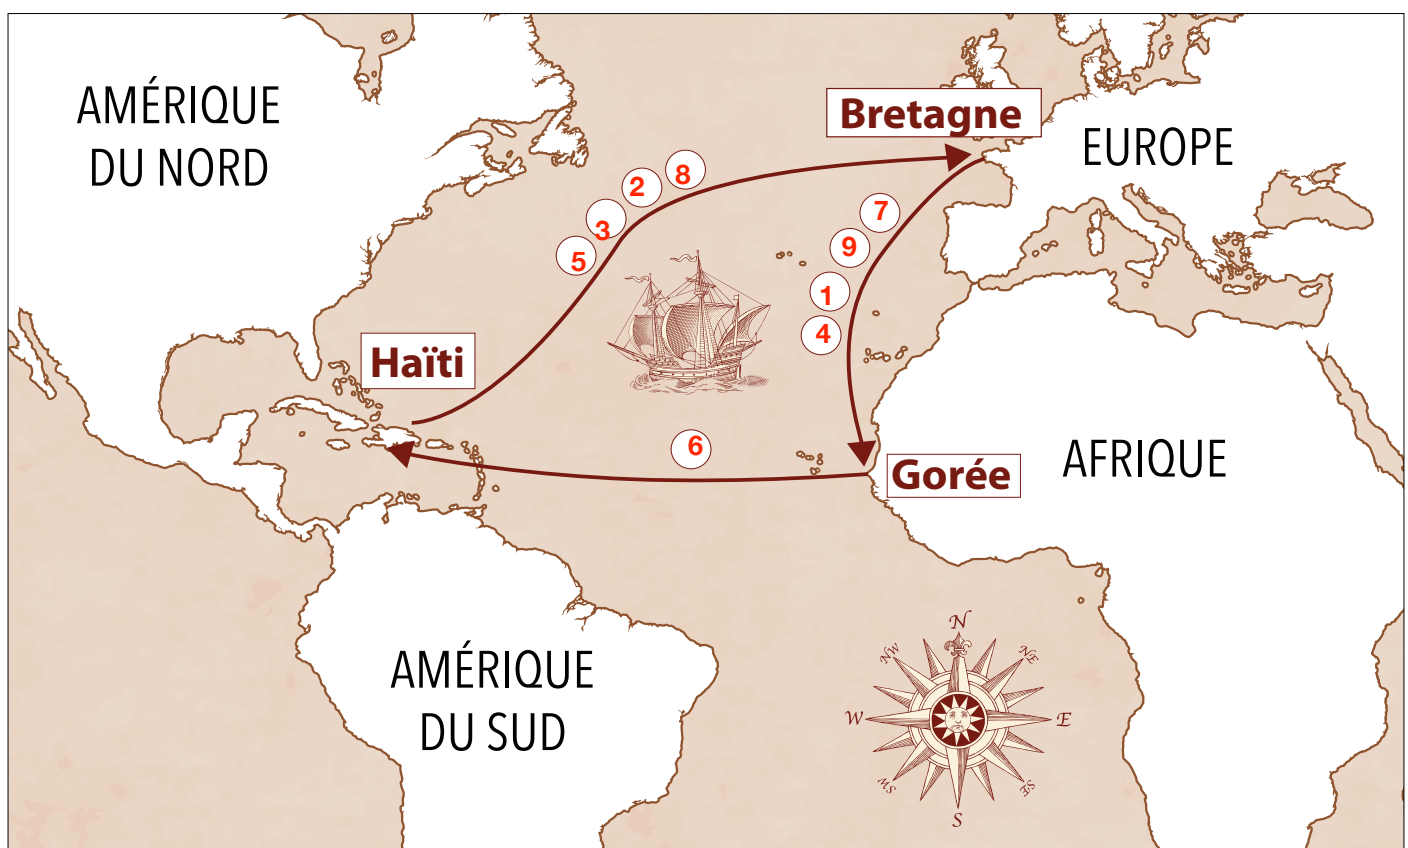 AMÉRIQUE
DU NORD
Bretagne
EUROPE
8
2
3
5
7
9
1
4
Haïti
6
Gorée
AFRIQUE
AMÉRIQUE
DU SUD
N
NW
NE
W
E
SW
SE
S